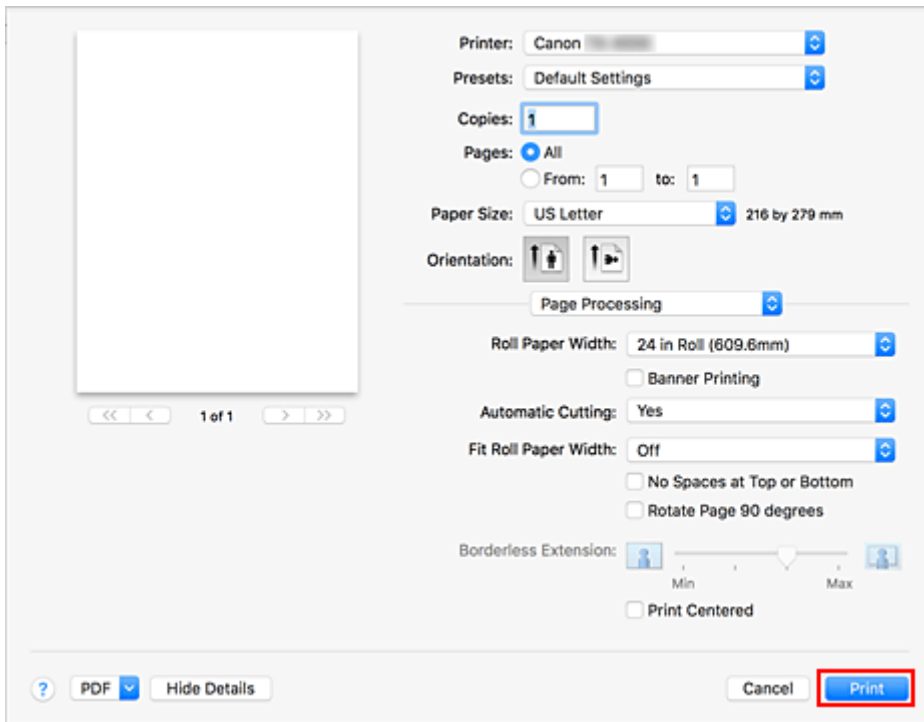 Printer: Canon
Presets: Default Settings
Copies: 1
Pages: All
From: 1 to: 1
Paper Size: US Letter 216 by 279 mm
Orientation:
Page Processing
Roll Paper Width: 24 in Roll (609.6mm)
Banner Printing
<< < 1 of 1 > >>
Automatic Cutting: Yes
Fit Roll Paper Width: Off
No Spaces at Top or Bottom
Rotate Page 90 degrees
Borderless Extension:
Min Max
Print Centered
? PDF Hide Details Cancel Print